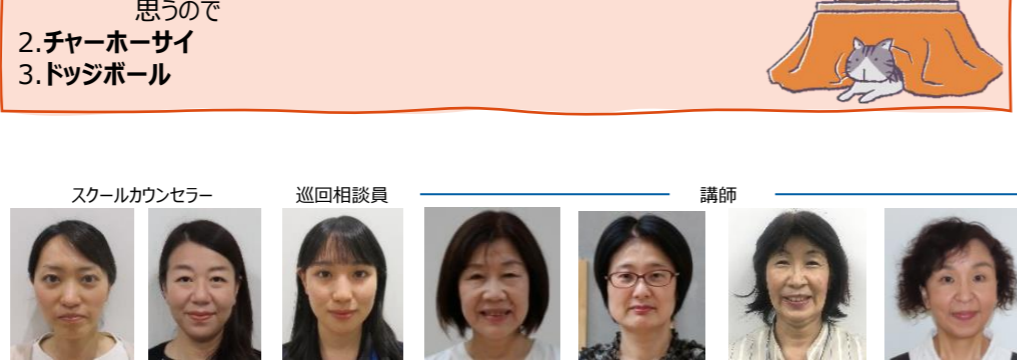 思うので
2.チャーホーサイ
3.ドッジボール
スクールカウンセラー
巡回相談員
講師